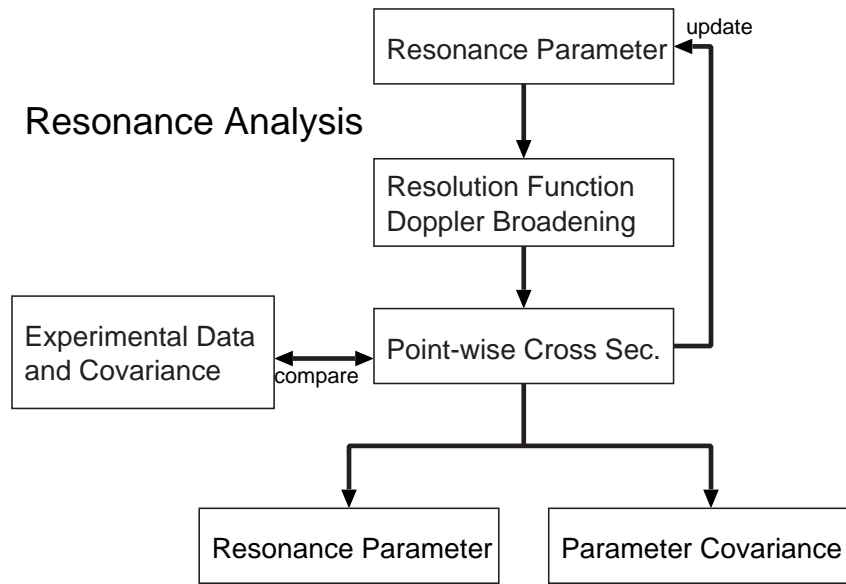 Resonance Parameter
update
Resonance Analysis
Resolution Function
Doppler Broadening
Experimental Data
and Covariance
compare
Point-wise Cross Sec.
Resonance Parameter
Parameter Covariance